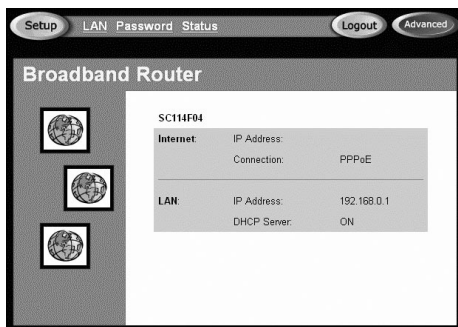 Setup LAN Password Status Logout Advanced
Broadband Router
SC114F04
Internet: IP Address:
Connection: PPPoE
LAN: IP Address: 192.168.0.1
DHCP Server: ON